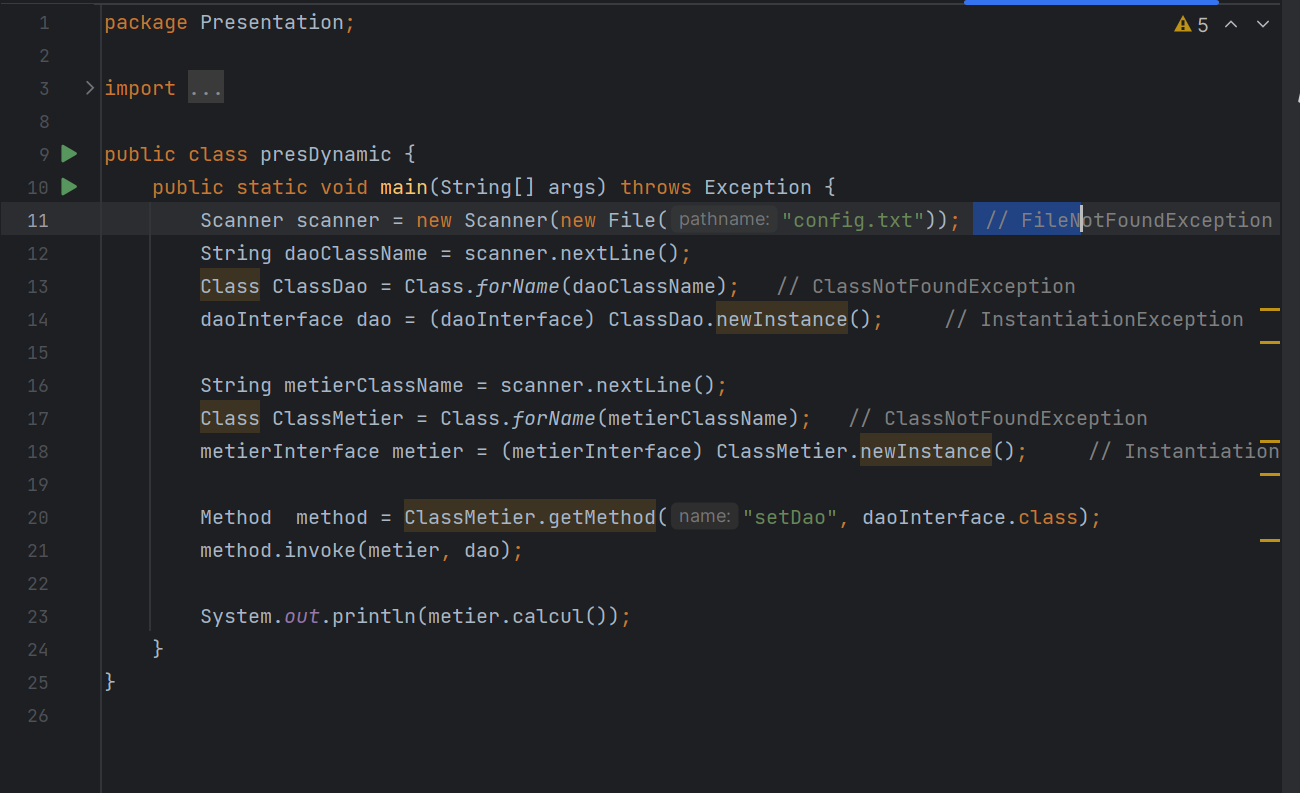 1 package Presentation; 5
2
3 import ...
8
9 public class presDynamic {
10 public static void main(String[] args) throws Exception {
11 Scanner scanner = new Scanner(new File( pathname: "config.txt")); // FileNotFoundException
12 String daoClassName = scanner.nextLine();
13 Class ClassDao = Class.forName(daoClassName); // ClassNotFoundException
14 daoInterface dao = (daoInterface) ClassDao.newInstance(); // InstantiationException
15
16 String metierClassName = scanner.nextLine();
17 Class ClassMetier = Class.forName(metierClassName); // ClassNotFoundException
18 metierInterface metier = (metierInterface) ClassMetier.newInstance(); // Instantiation
19
20 Method  method = ClassMetier.getMethod( name: "setDao", daoInterface.class);
21 method.invoke(metier, dao);
22
23 System.out.println(metier.calcul());
24 }
25 }
26